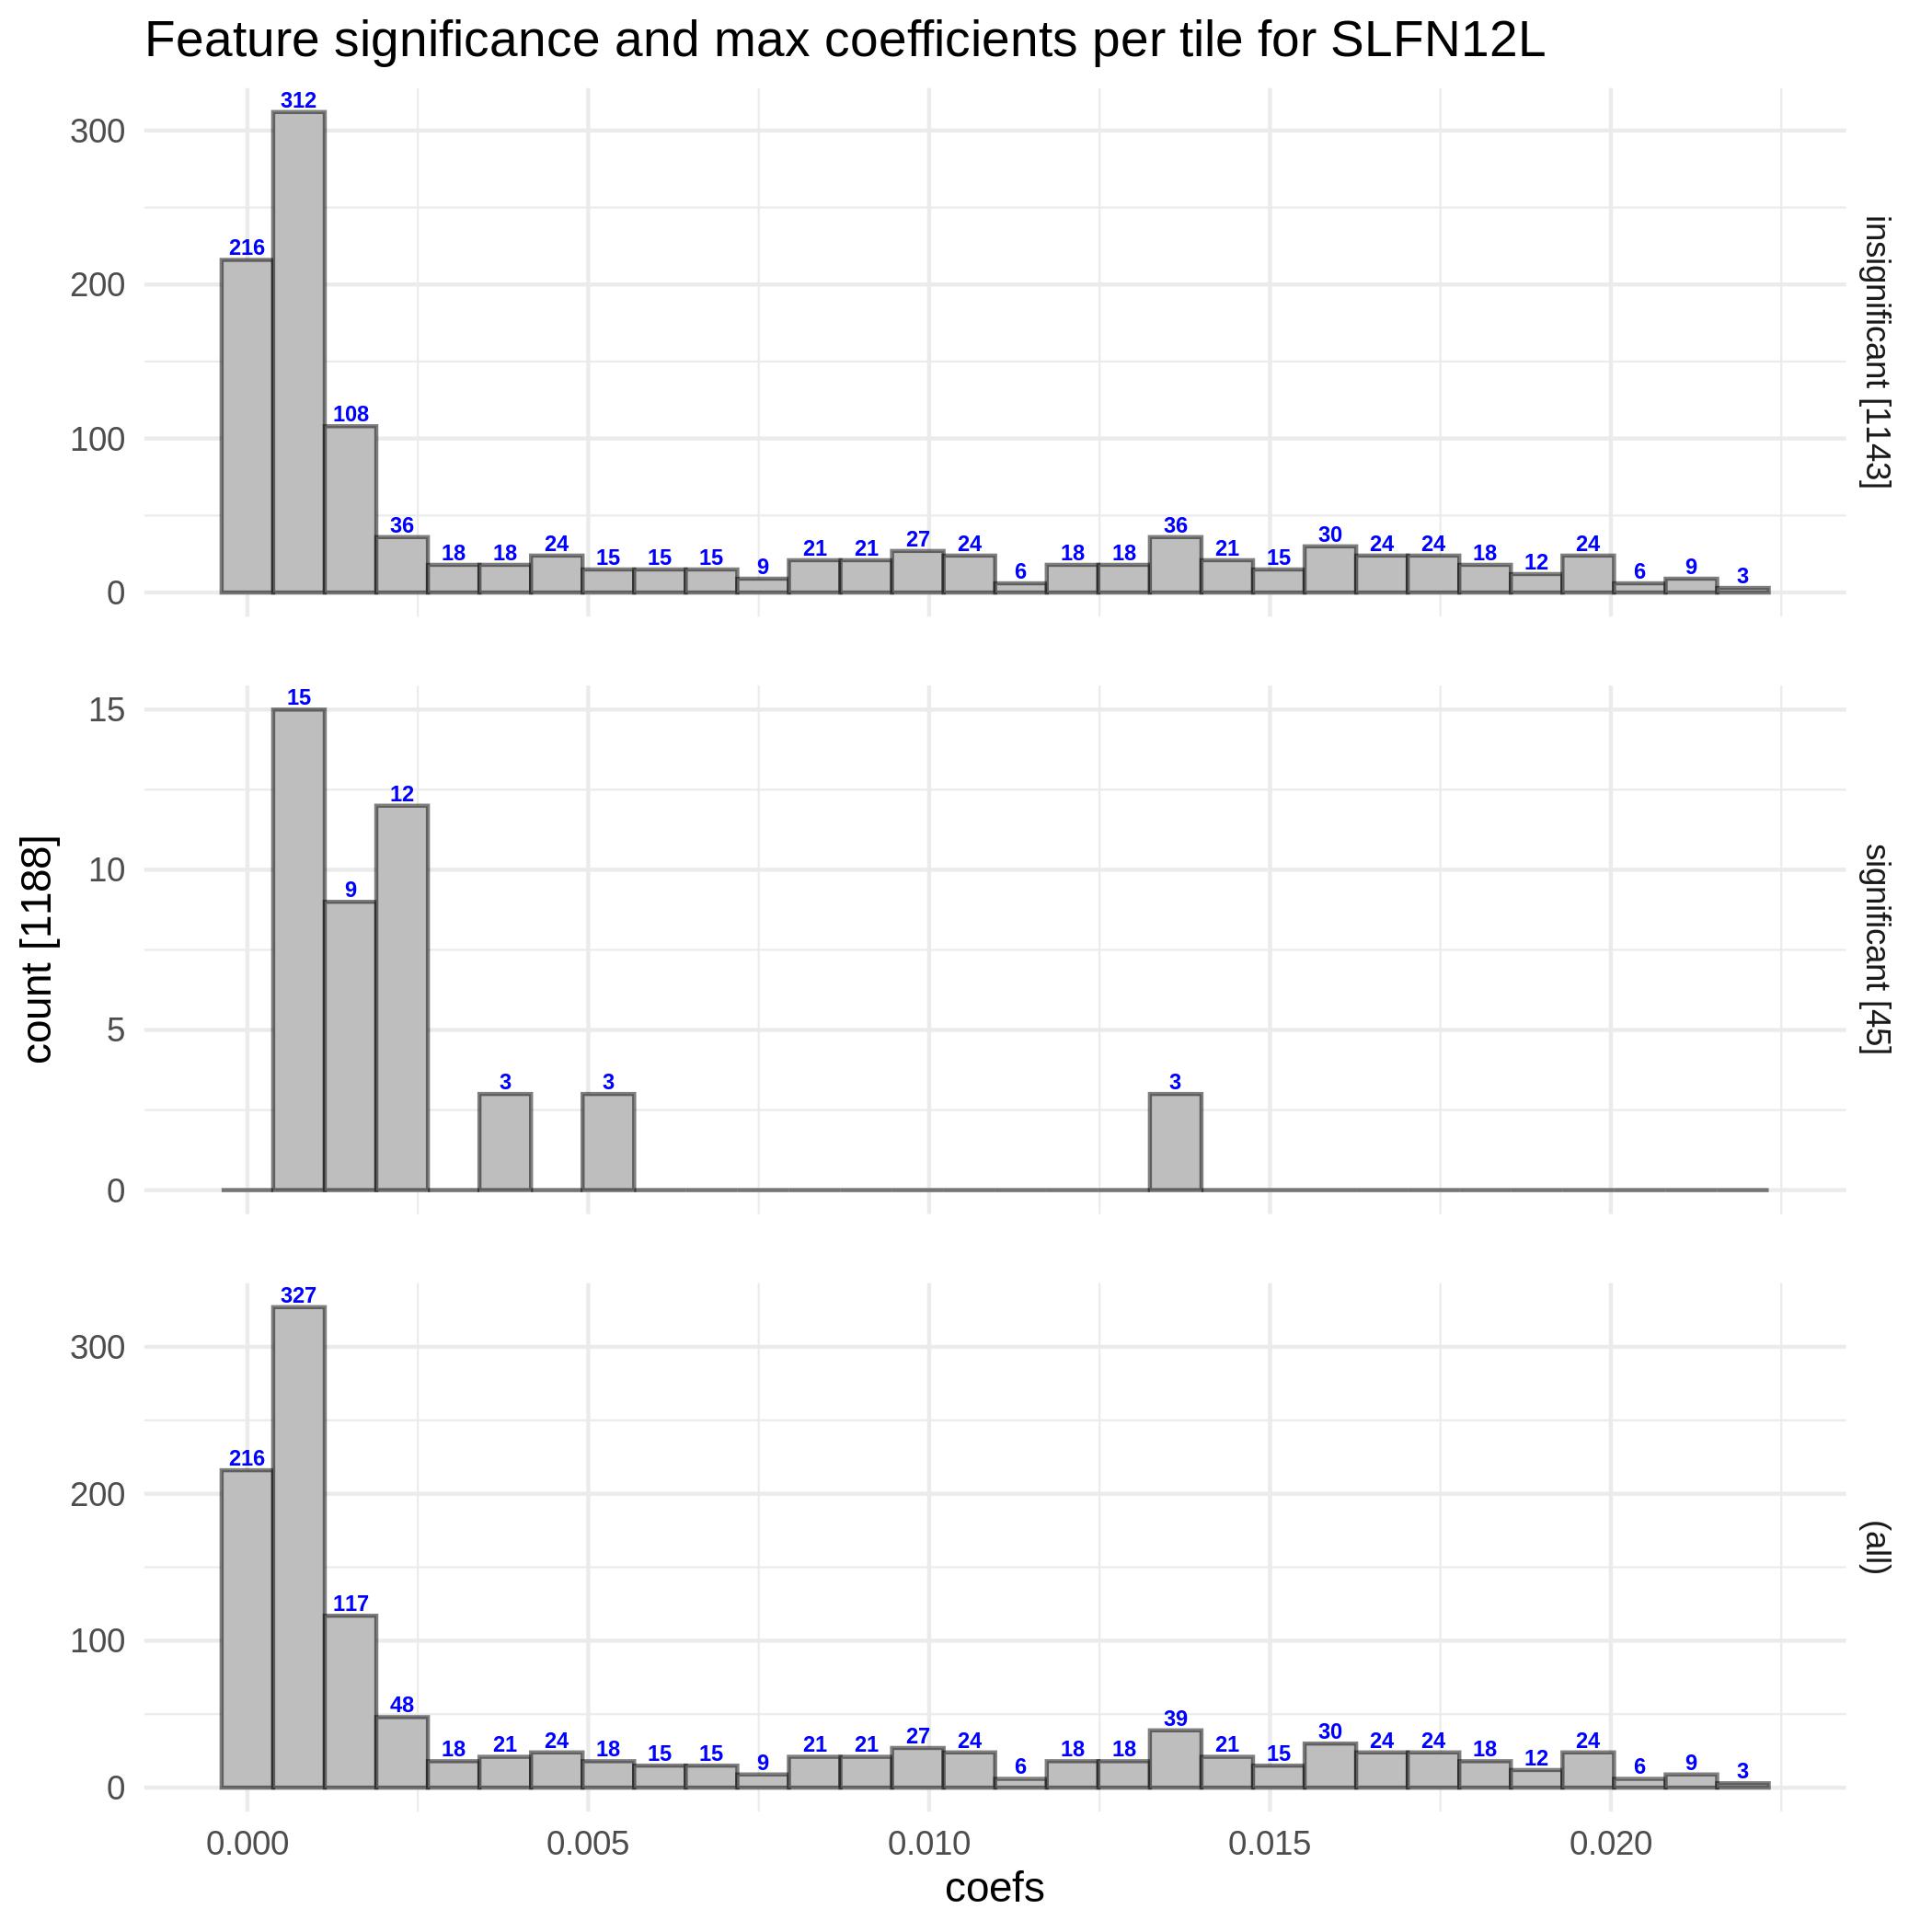 Feature significance and max coefficients per tile for SLFN12L
312
300
216
200
108
100
36 18 18 24 15 15 15 9 21 21 27 24 6 18 18 36 21 15 30 24 24 18 12 24 6 9 3
0
insignificant [1143]
15
15
12
10
9
5
3 3 3
0
significant [45]
count [1188]
327
300
216
200
117
100
48 18 21 24 18 15 15 9 21 21 27 24 6 18 18 39 21 15 30 24 24 18 12 24 6 9 3
0
(all)
0.000 0.005 0.010 0.015 0.020
coefs